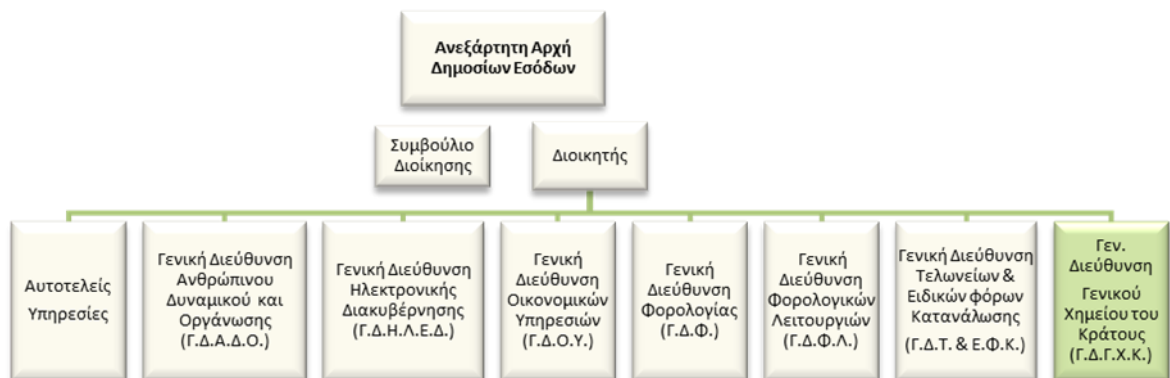 Ανεξάρτητη Αρχή
Δημοσίων Εσόδων
Συμβούλιο
Διοίκησης
Διοικητής
Αυτοτελείς
Υπηρεσίες
Γενική Διεύθυνση
Ανθρώπινου
Δυναμικού και
Οργάνωσης
(Γ.Δ.Α.Δ.Ο.)
Γενική Διεύθυνση
Ηλεκτρονικής
Διακυβέρνησης
(Γ.Δ.Η.Λ.Ε.Δ.)
Γενική
Διεύθυνση
Οικονομικών
Υπηρεσιών
(Γ.Δ.Ο.Υ.)
Γενική
Διεύθυνση
Φορολογίας
(Γ.Δ.Φ.)
Γενική
Διεύθυνση
Φορολογικών
Λειτουργιών
(Γ.Δ.Φ.Λ.)
Γενική Διεύθυνση
Τελωνείων &
Ειδικών φόρων
Κατανάλωσης
(Γ.Δ.Τ. & Ε.Φ.Κ.)
Γεν.
Διεύθυνση
Γενικού
Χημείου του
Κράτους
(Γ.Δ.Γ.Χ.Κ.)